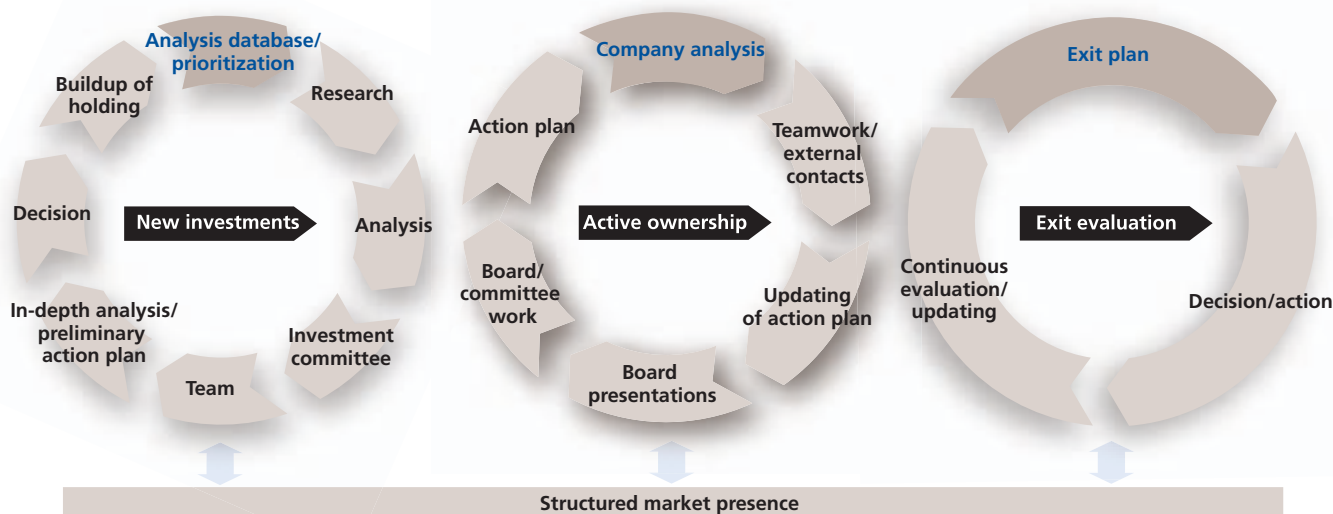 Analysis database/
prioritization
Research
Analysis
Investment
committee
Team
In-depth analysis/
preliminary
action plan
Decision
Buildup of
holding
New investments
Company analysis
Teamwork/
external
contacts
Updating
of action plan
Board
presentations
Board/
committee
work
Action plan
Active ownership
Exit plan
Decision/action
Continuous
evaluation/
updating
Exit evaluation
Structured market presence